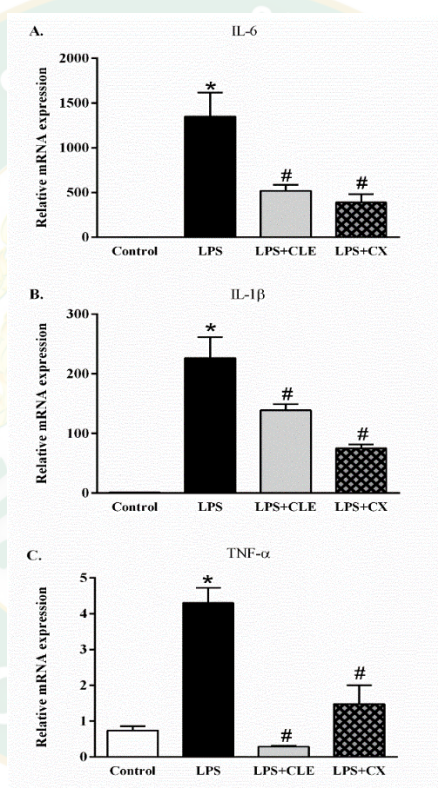 A. IL-6
2000
1500
1000
500
0
Relative mRNA expression
*
#
#
Control LPS LPS+CLE LPS+CX
B. IL-1β
300
200
100
0
Relative mRNA expression
*
#
#
Control LPS LPS+CLE LPS+CX
C. TNF-α
5
4
3
2
1
0
Relative mRNA expression
*
#
#
Control LPS LPS+CLE LPS+CX